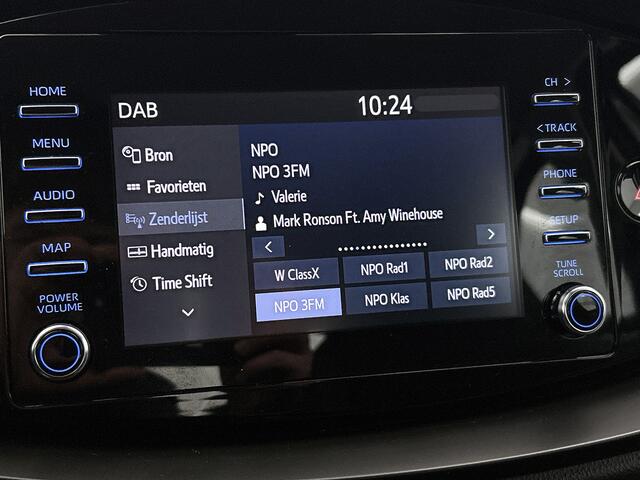 HOME
MENU
AUDIO
MAP
POWER
VOLUME
DAB
10:24
Bron
Favorieten
Zenderlijst
Handmatig
Time Shift
NPO
NPO 3FM
Valerie
Mark Ronson Ft. Amy Winehouse
< >
W ClassX NPO Rad1 NPO Rad2
NPO 3FM NPO Klas NPO Rad5
CH >
< TRACK
PHONE
SETUP
TUNE
SCROLL